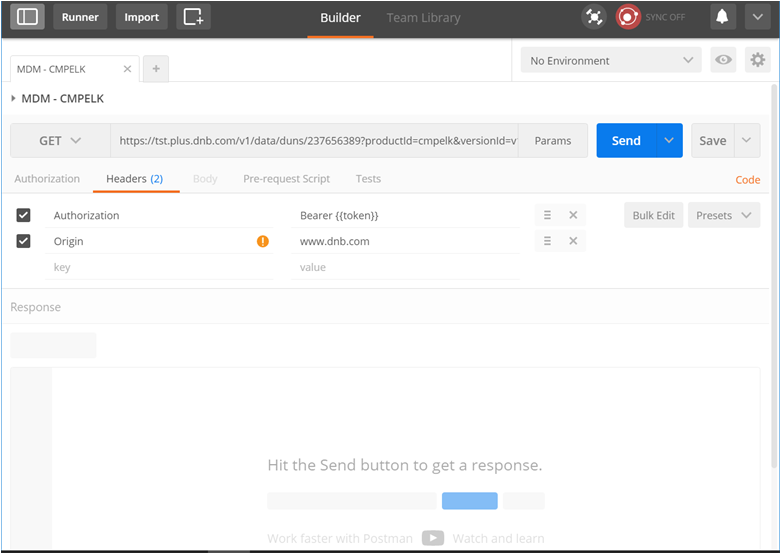 Runner Import Builder Team Library SYNC OFF
MDM - CMPELK No Environment
MDM - CMPELK
GET https://tst.plus.dnb.com/v1/data/duns/237656389?productId=cmpelk&versionId=v Params Send Save
Authorization Headers (2) Body Pre-request Script Tests Code
Authorization Bearer {{token}} Bulk Edit Presets
Origin www.dnb.com
key value
Response
Hit the Send button to get a response.
Work faster with Postman Watch and learn